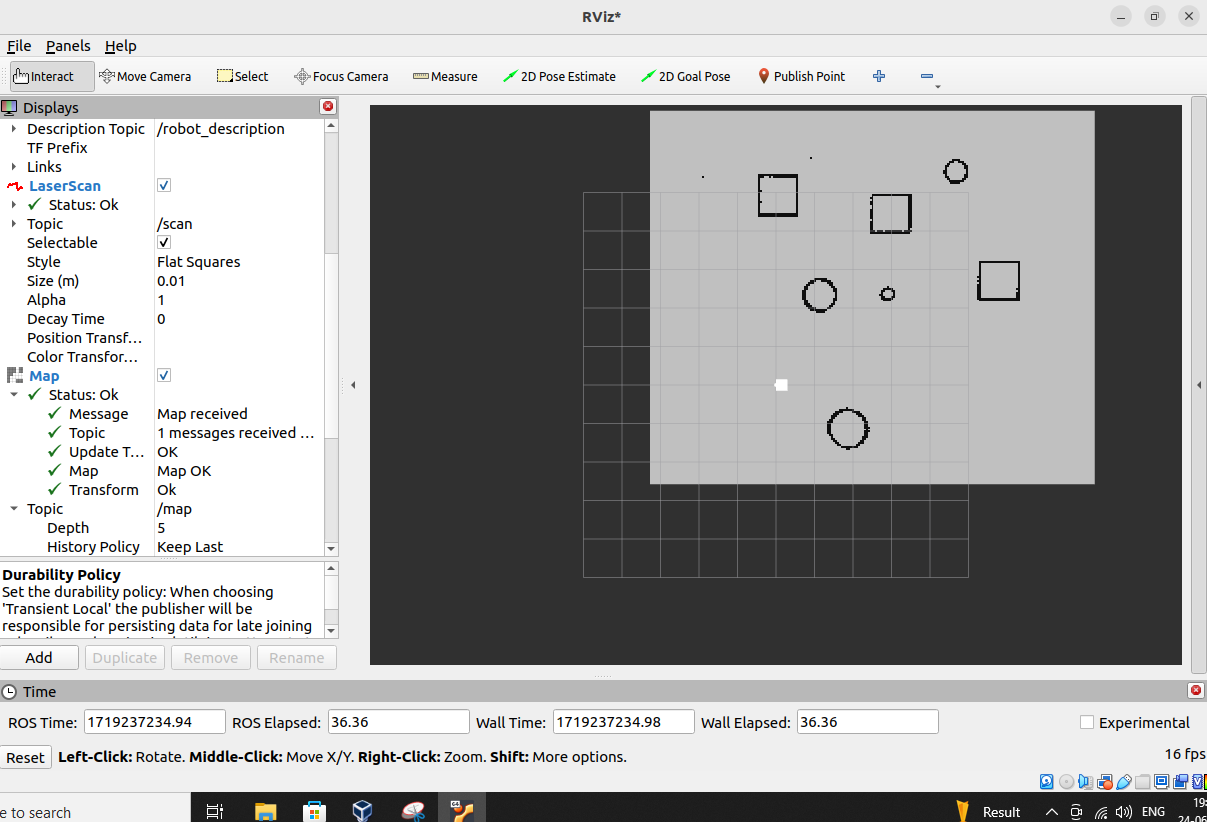 RViz*
File Panels Help
Interact Move Camera Select Focus Camera Measure 2D Pose Estimate 2D Goal Pose Publish Point
Displays
Description Topic /robot_description
TF Prefix
Links
LaserScan
Status: Ok
Topic /scan
Selectable
Style Flat Squares
Size (m) 0.01
Alpha 1
Decay Time 0
Position Transf...
Color Transfor...
Map
Status: Ok
Message Map received
Topic 1 messages received ...
Update T... OK
Map Map OK
Transform Ok
Topic /map
Depth 5
History Policy Keep Last
Durability Policy
Set the durability policy: When choosing
'Transient Local' the publisher will be
responsible for persisting data for late joining
Add Duplicate Remove Rename
Time
ROS Time: 1719237234.94 ROS Elapsed: 36.36 Wall Time: 1719237234.98 Wall Elapsed: 36.36 Experimental
Reset Left-Click: Rotate. Middle-Click: Move X/Y. Right-Click: Zoom. Shift: More options. 16 fps
e to search 64 Result ENG 19:
24-06